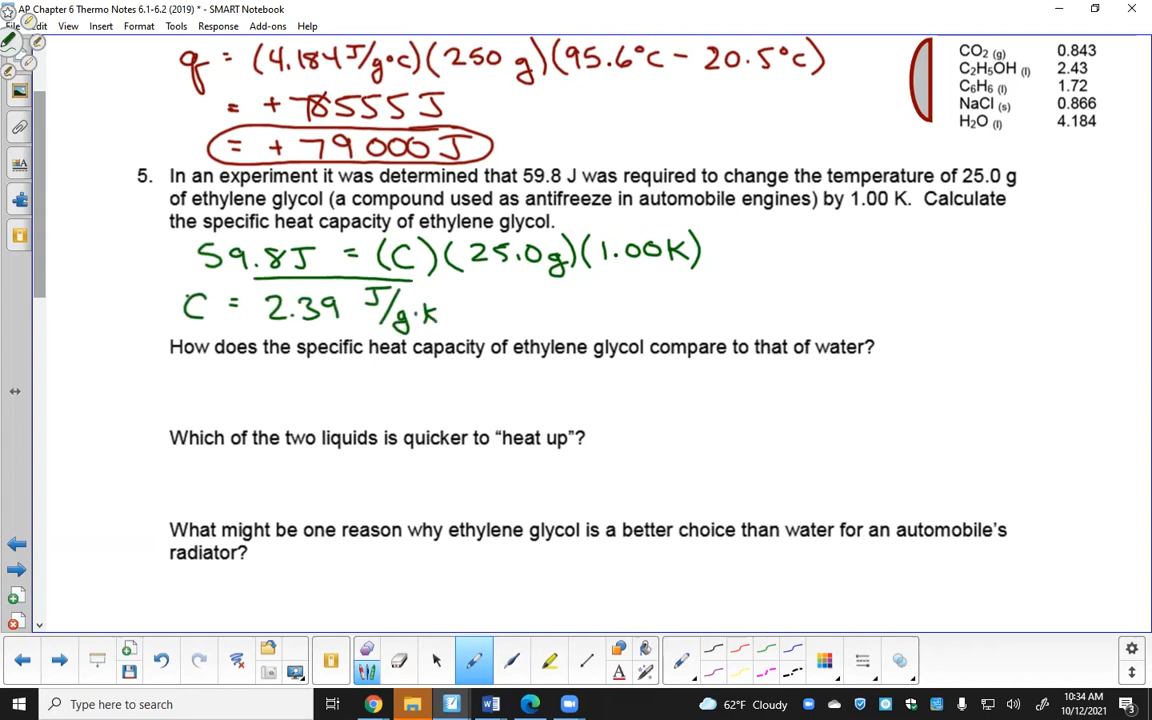 AP Chapter 6 Thermo Notes 6.1-6.2 (2019) * - SMART Notebook
File Edit View Insert Format Tools Response Add-ons Help
q = (4.184 J/g°C)(250 g)(95.6°C - 20.5°C)
= + 78555 J
= + 79000 J
CO2 (g) 0.843
C2H5OH (l) 2.43
C6H6 (l) 1.72
NaCl (s) 0.866
H2O (l) 4.184
5. In an experiment it was determined that 59.8 J was required to change the temperature of 25.0 g
of ethylene glycol (a compound used as antifreeze in automobile engines) by 1.00 K. Calculate
the specific heat capacity of ethylene glycol.
59.8J = (C)(25.0g)(1.00K)
C = 2.39 J/g·K
How does the specific heat capacity of ethylene glycol compare to that of water?
Which of the two liquids is quicker to “heat up”?
What might be one reason why ethylene glycol is a better choice than water for an automobile’s
radiator?
Type here to search
62°F Cloudy
10:34 AM
10/12/2021
3